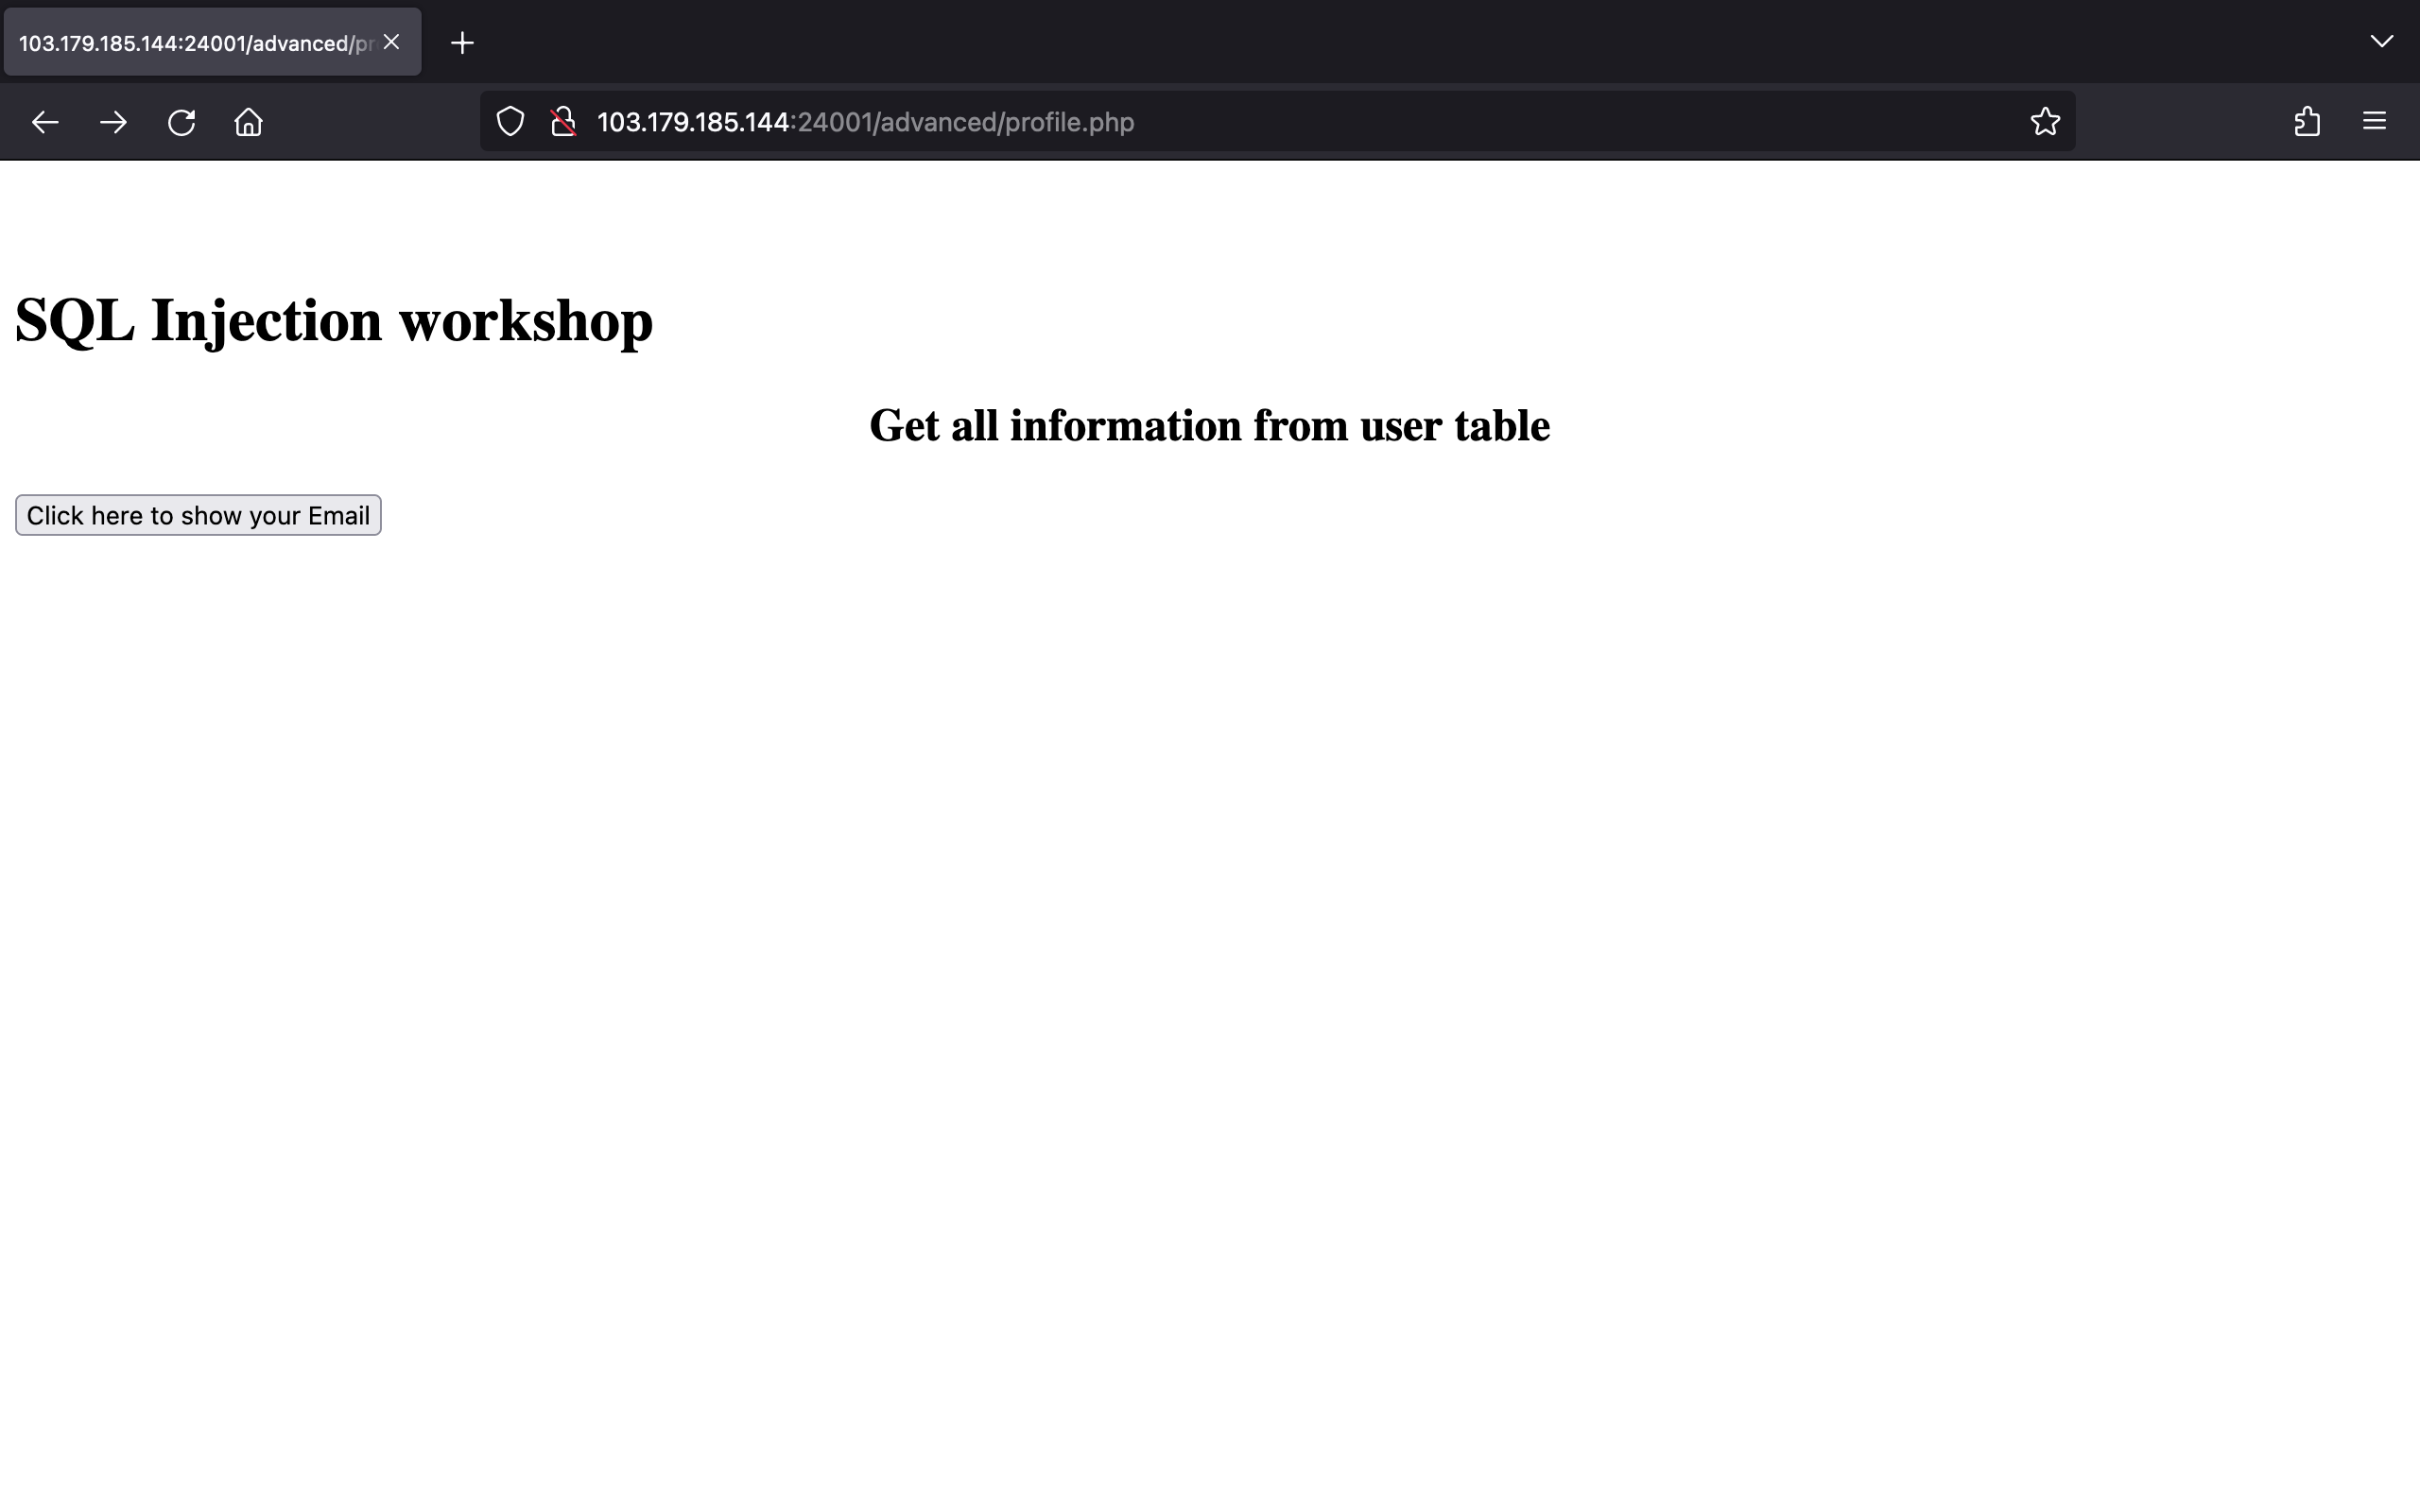 103.179.185.144:24001/advanced/pr
103.179.185.144:24001/advanced/profile.php
SQL Injection workshop
Get all information from user table
Click here to show your Email